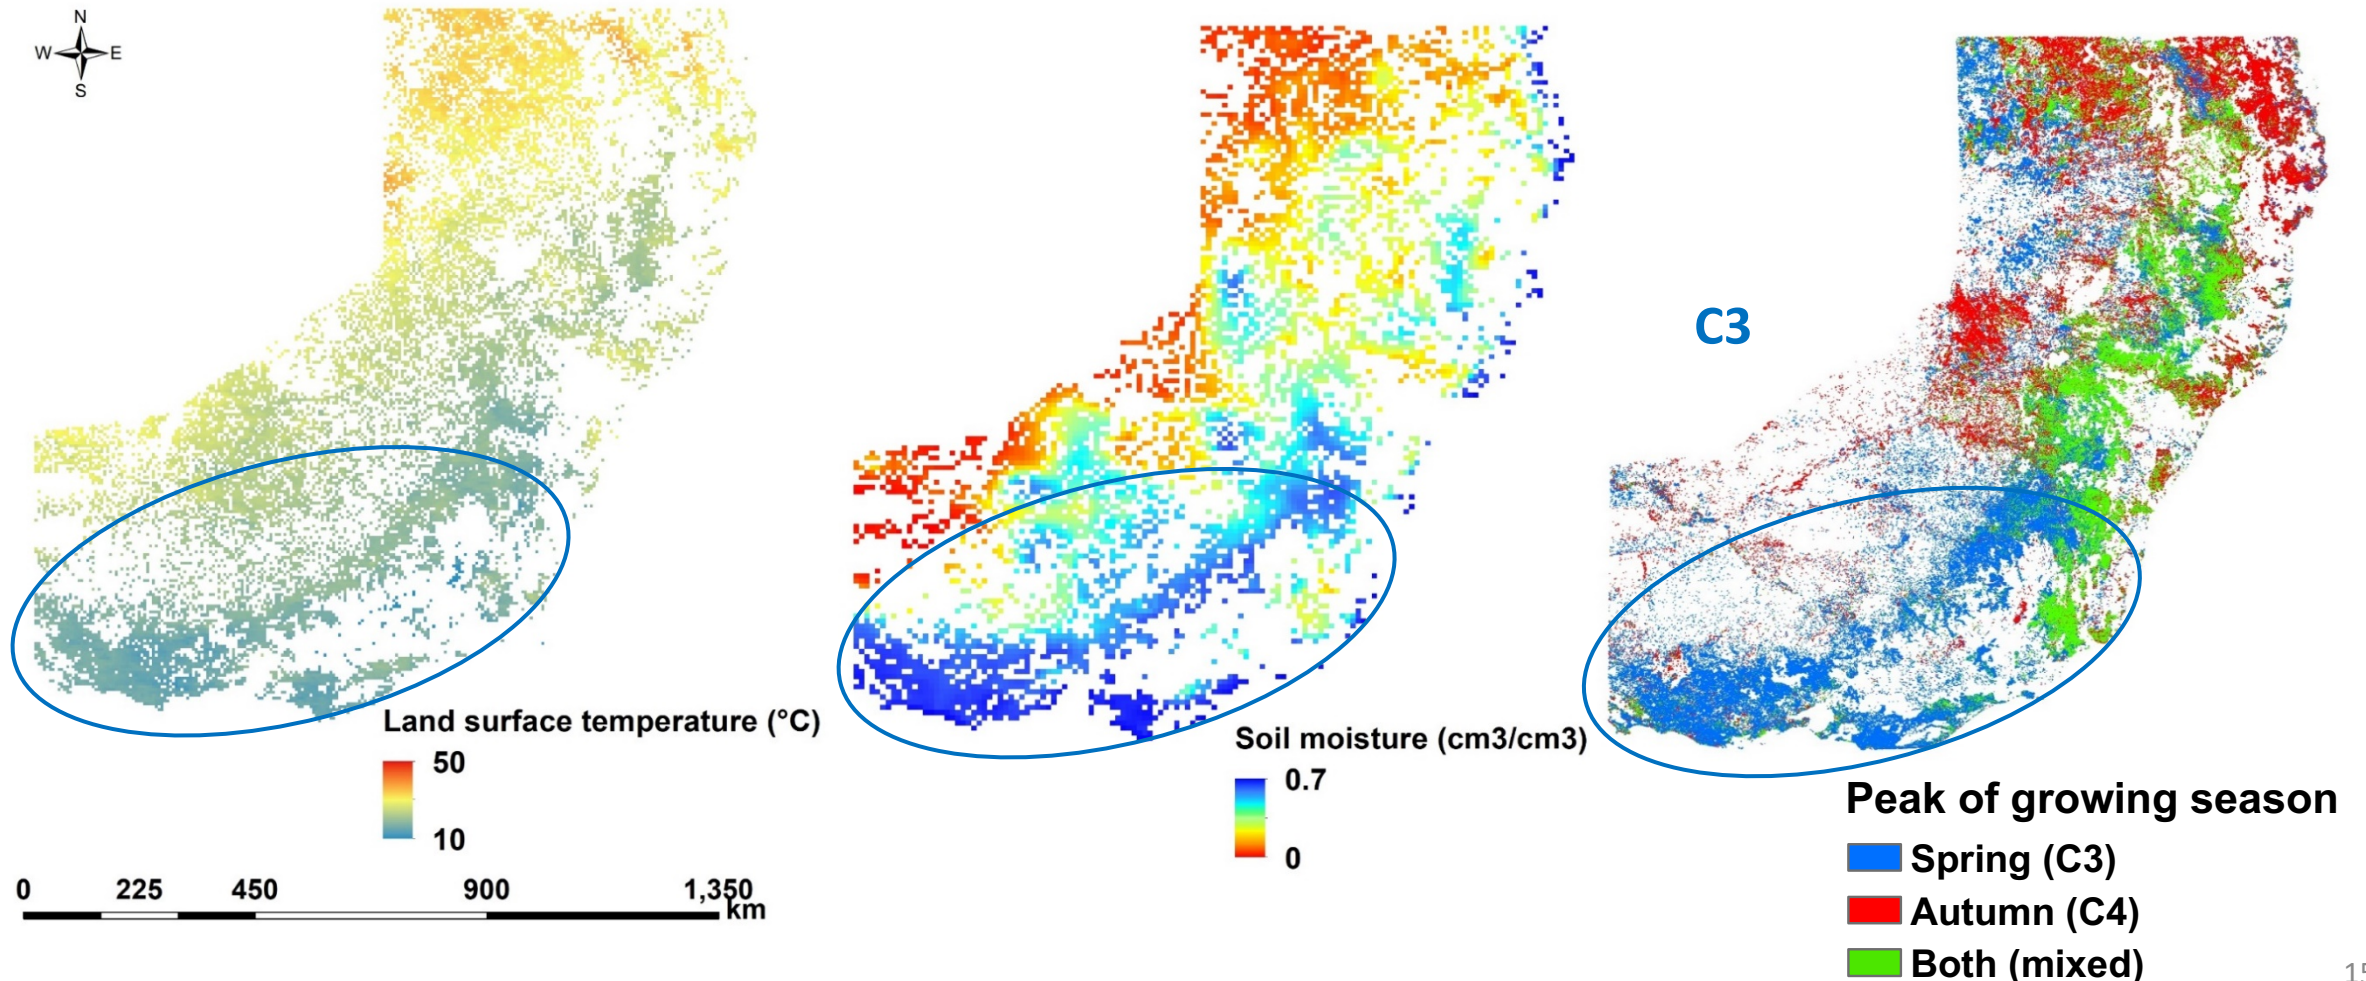 N
W E
S
C3
Land surface temperature (°C)
50
10
Soil moisture (cm3/cm3)
0.7
0
Peak of growing season
Spring (C3)
Autumn (C4)
Both (mixed)
0 225 450 900 1,350
km
15